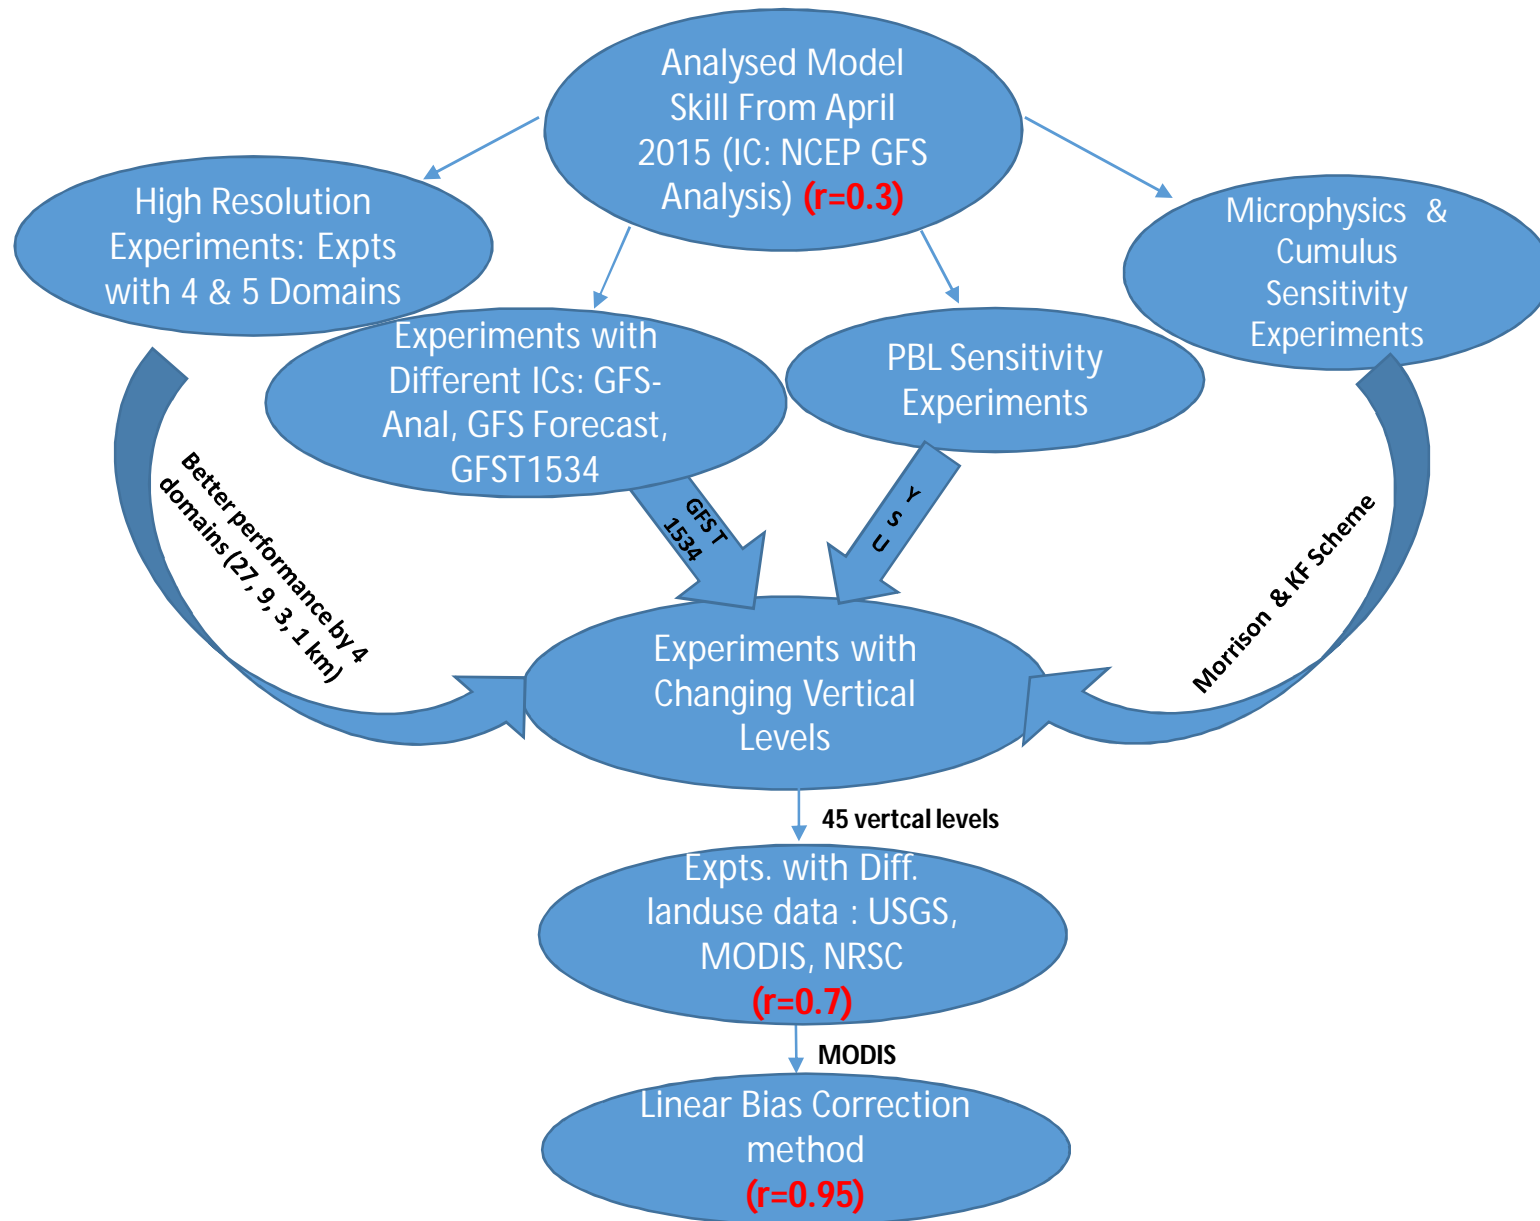 Analysed Model
Skill From April
2015 (IC: NCEP GFS
Analysis) (r=0.3)
High Resolution
Experiments: Expts
with 4 & 5 Domains
Microphysics & 
Cumulus
Sensitivity
Experiments
Experiments with
Different ICs: GFS-
Anal, GFS Forecast,
GFST1534
PBL Sensitivity
Experiments
Better performance by 4
domains (27, 9, 3, 1 km)
GFS T
1534
Y
S
U
Morrison & KF Scheme
Experiments with
Changing Vertical
Levels
45 vertcal levels
Expts. with Diff.
landuse data : USGS,
MODIS, NRSC
(r=0.7)
MODIS
Linear Bias Correction
method
(r=0.95)